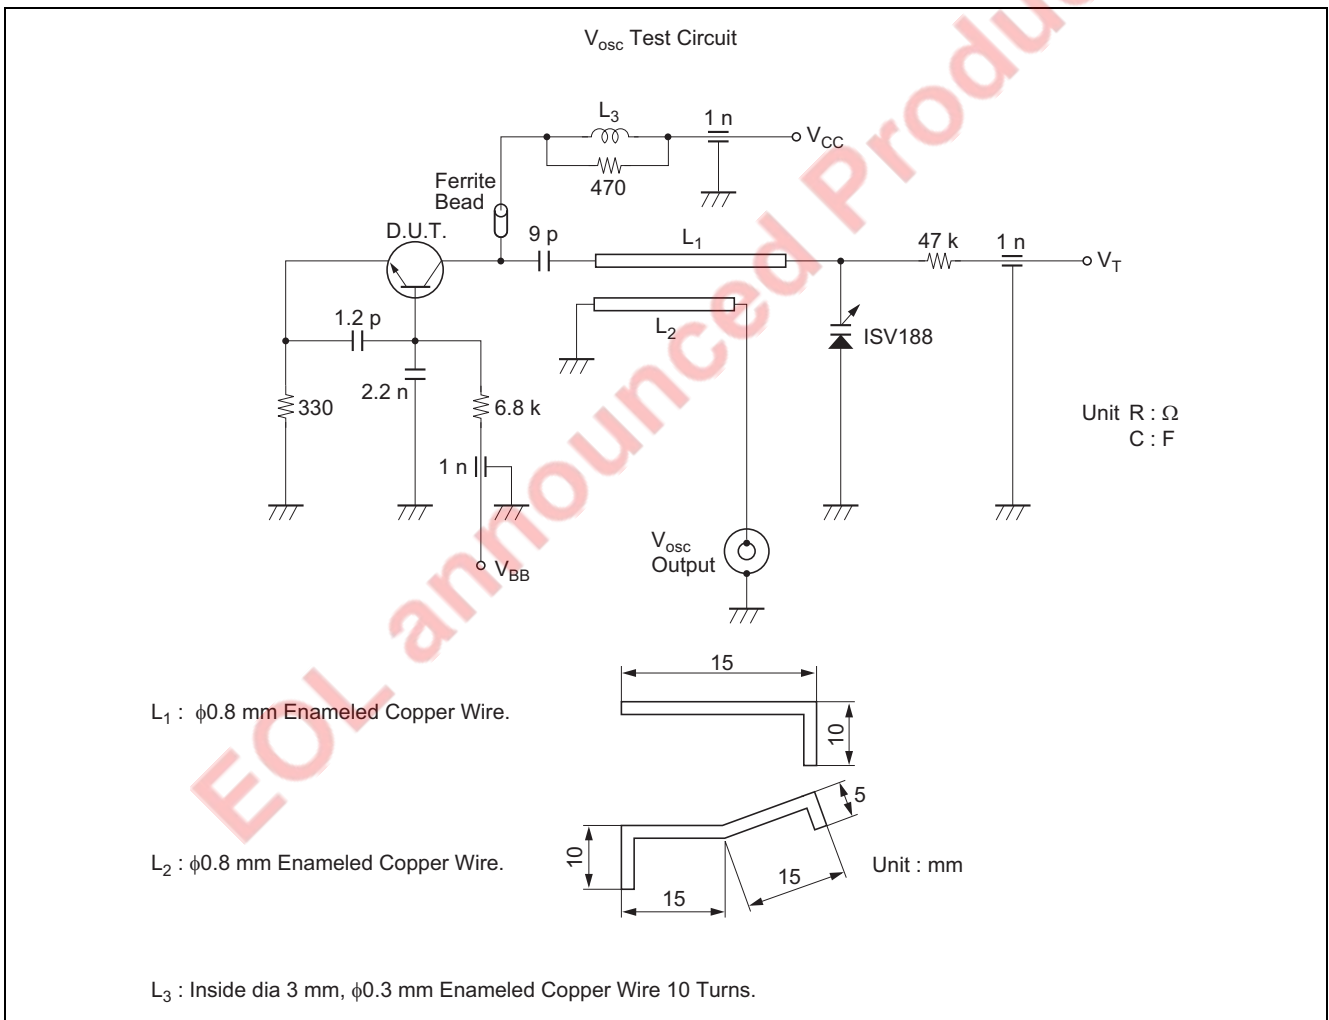 Vosc Test Circuit
L3
1 n
VCC
470
Ferrite
Bead
D.U.T.
9 p
L1
47 k
1 n
VT
1.2 p
L2
ISV188
2.2 n
330
6.8 k
Unit R : Ω
C : F
1 n
Vosc
Output
VBB
15
L1 : ϕ0.8 mm Enameled Copper Wire.
10
5
L2 : ϕ0.8 mm Enameled Copper Wire.
10
15
15
Unit : mm
L3 : Inside dia 3 mm, ϕ0.3 mm Enameled Copper Wire 10 Turns.